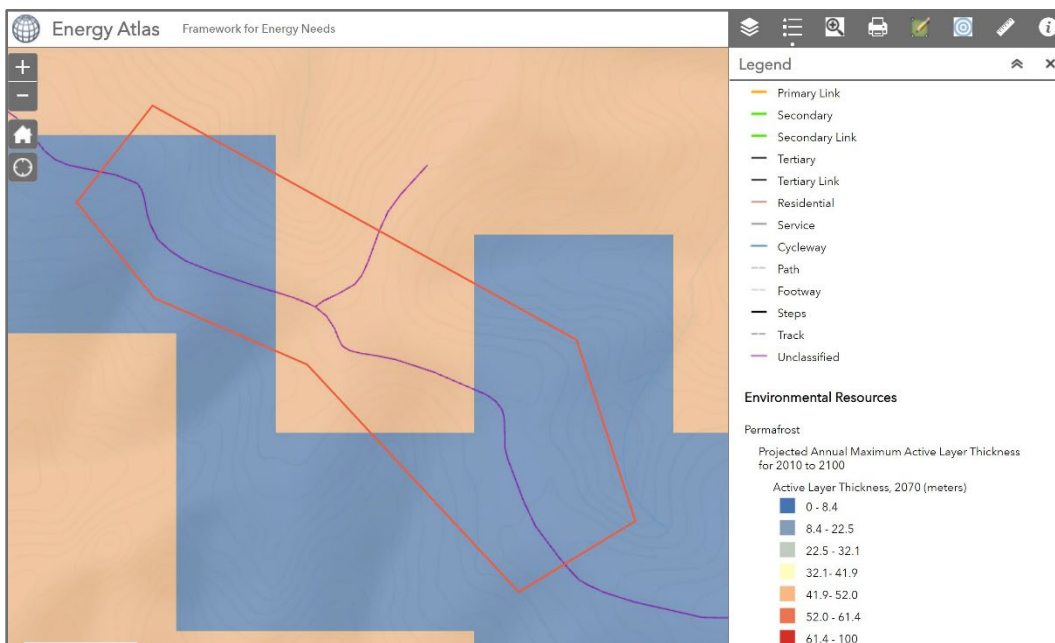 Energy Atlas Framework for Energy Needs
Legend
Primary Link
Secondary
Secondary Link
Tertiary
Tertiary Link
Residential
Service
Cycleway
Path
Footway
Steps
Track
Unclassified
Environmental Resources
Permafrost
Projected Annual Maximum Active Layer Thickness
for 2010 to 2100
Active Layer Thickness, 2070 (meters)
0 - 8.4
8.4 - 22.5
22.5 - 32.1
32.1 - 41.9
41.9 - 52.0
52.0 - 61.4
61.4 - 100